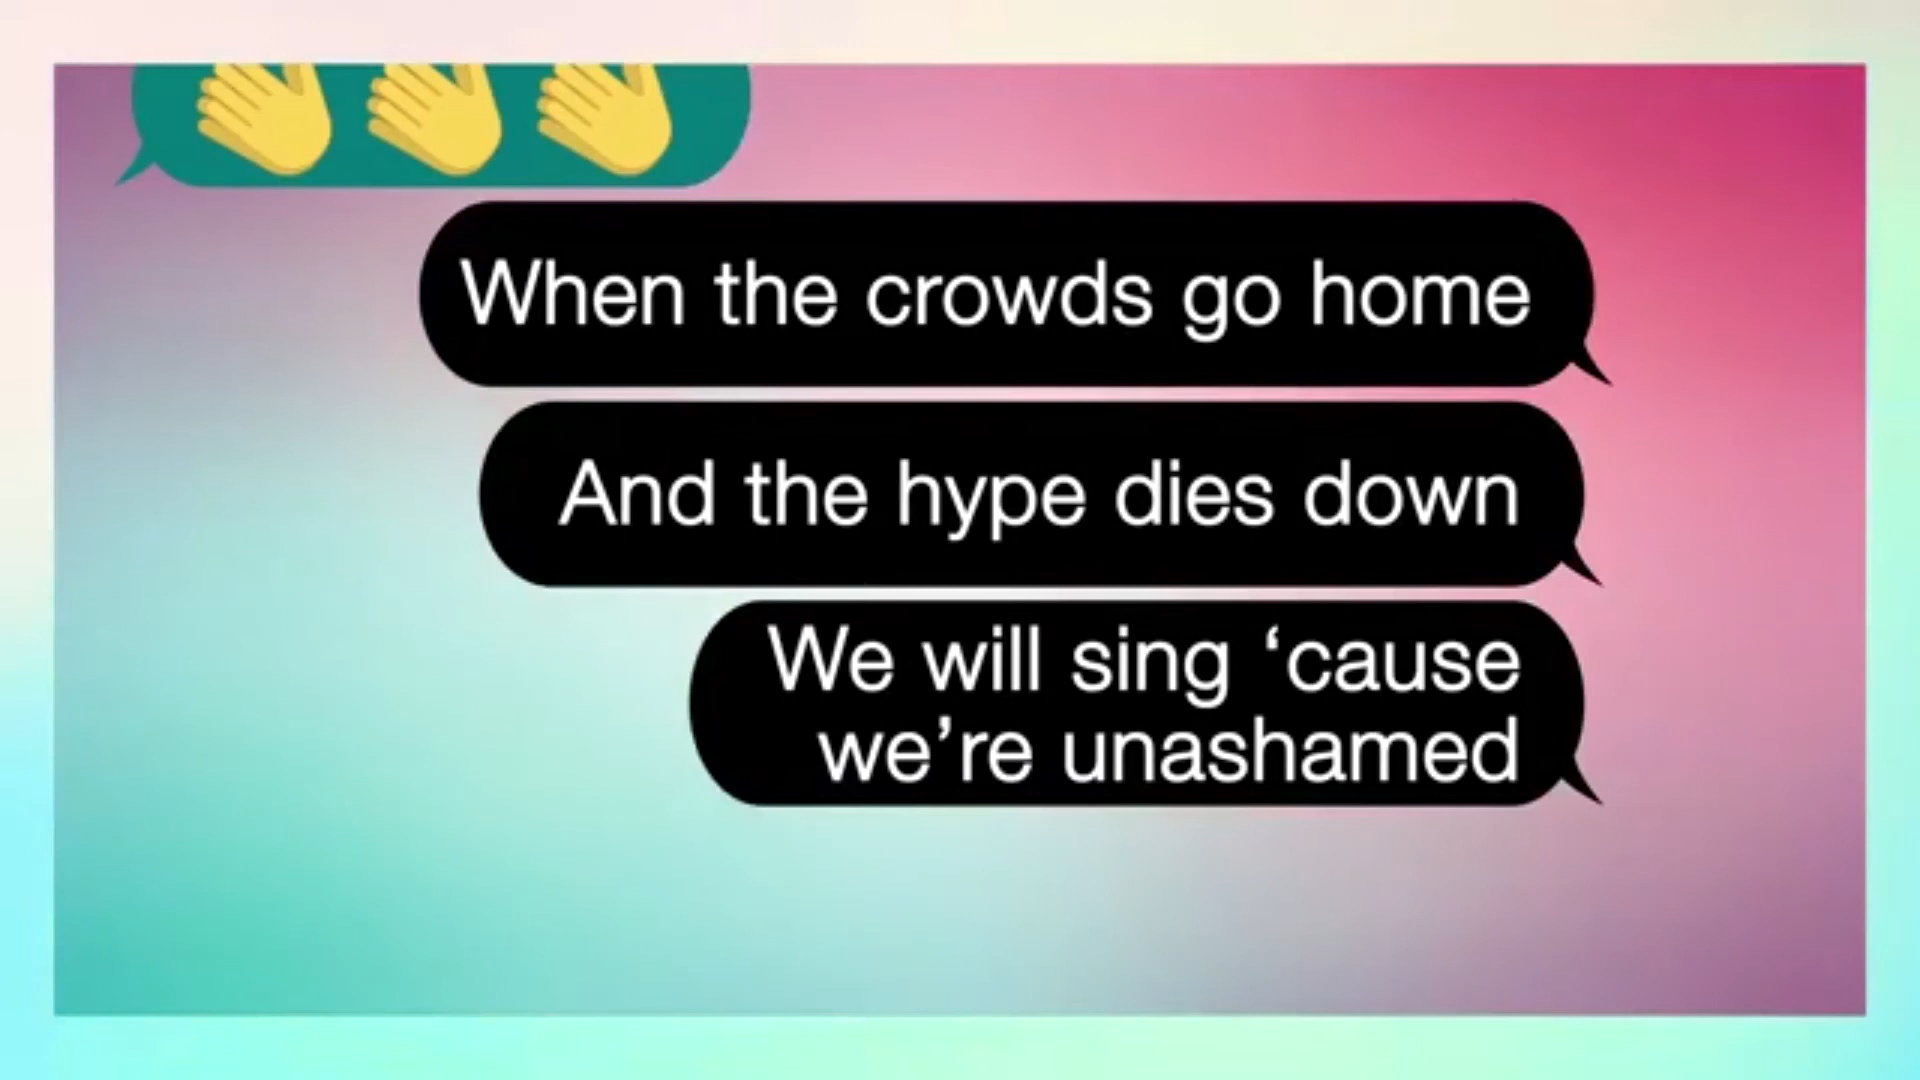 When the crowds go home
And the hype dies down
We will sing ‘cause
we’re unashamed